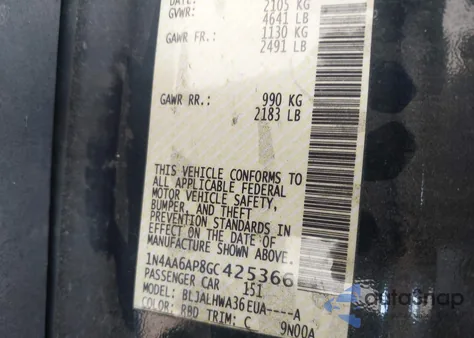 DATE: 2105 KG
GVWR: 4641 LB
GAWR FR.: 1130 KG
2491 LB
GAWR RR.: 990 KG
2183 LB
THIS VEHICLE CONFORMS TO
ALL APPLICABLE FEDERAL
MOTOR VEHICLE SAFETY,
BUMPER, AND THEFT
PREVENTION STANDARDS IN
EFFECT ON THE DATE OF
MANUFACTURE SHOWN ABOVE.
1N4AA6AP8GC425366
PASSENGER CAR 151
MODEL: BLJALHWA36EUA----A
COLOR: RBD TRIM: C 9N00A
autosnap